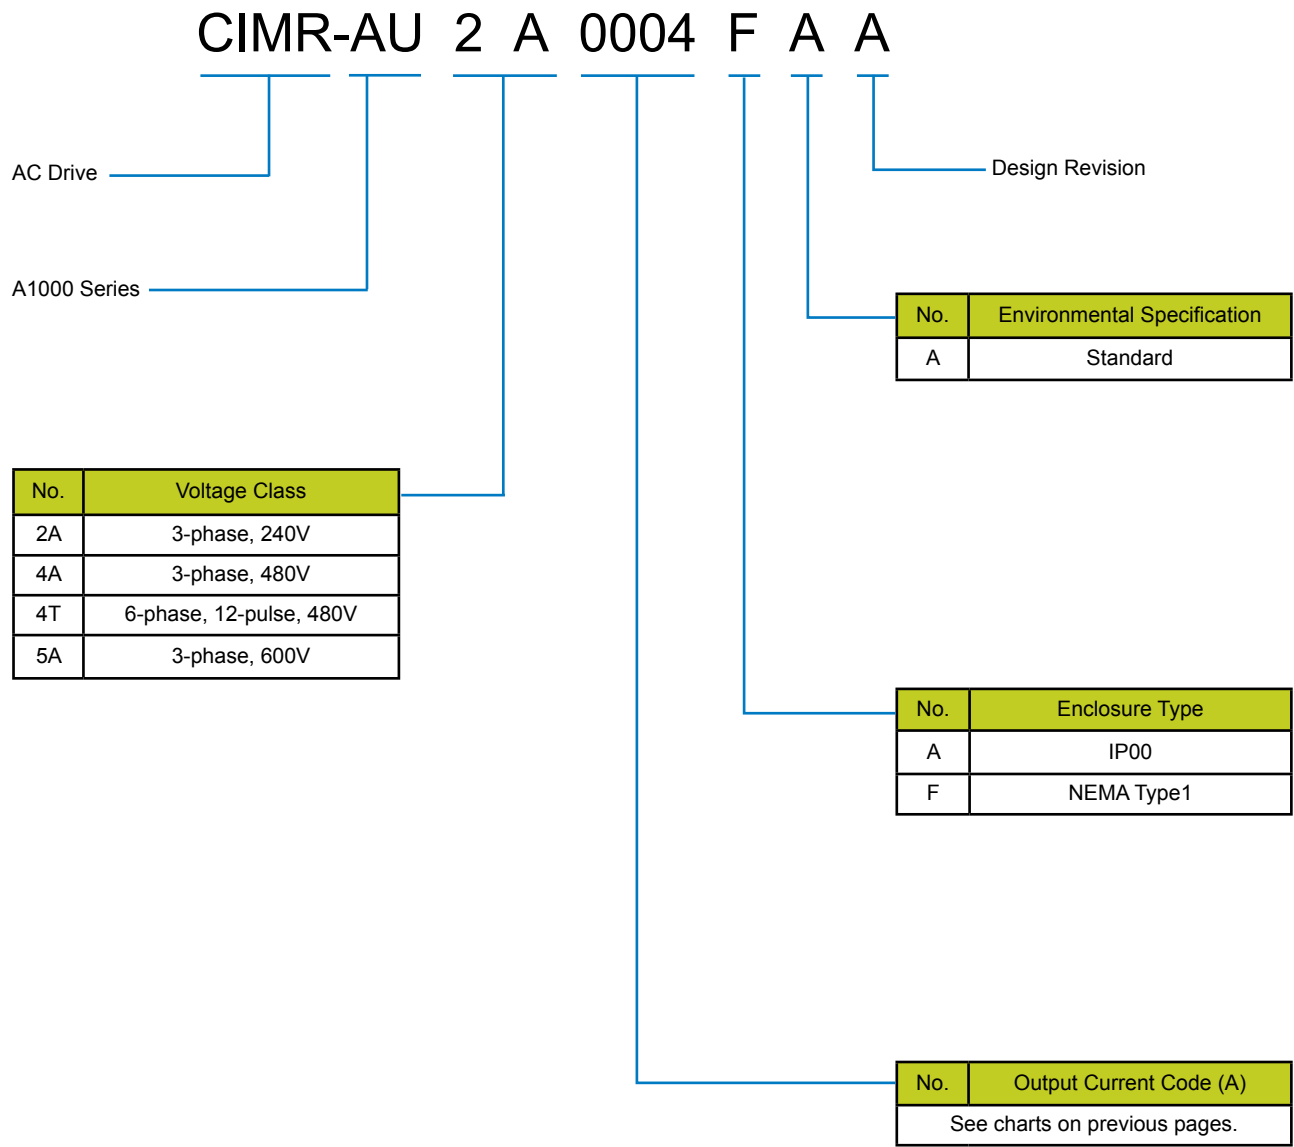 CIMR-AU 2 A 0004 F A A
AC Drive
Design Revision
A1000 Series
No. Environmental Specification
A Standard
No. Voltage Class
2A 3-phase, 240V
4A 3-phase, 480V
4T 6-phase, 12-pulse, 480V
5A 3-phase, 600V
No. Enclosure Type
A IP00
F NEMA Type1
No. Output Current Code (A)
See charts on previous pages.